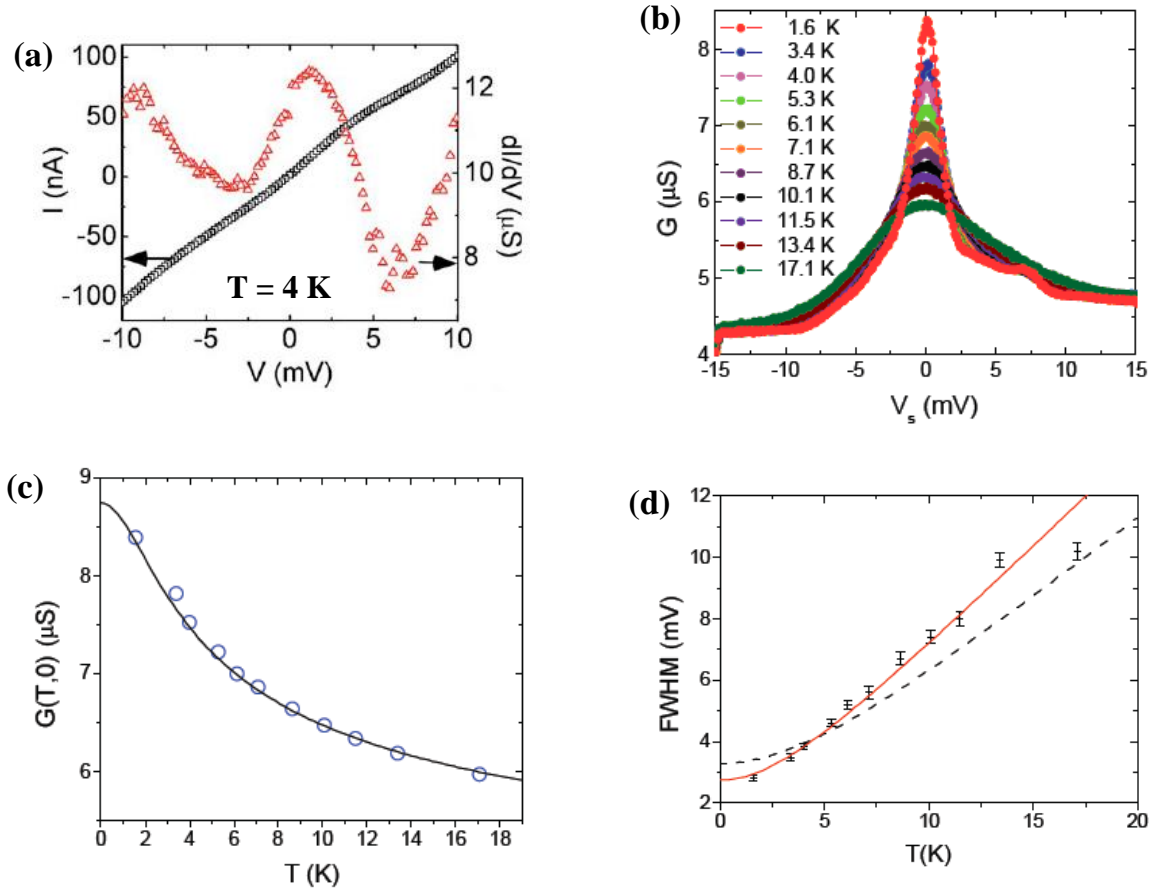 (a)
100
50
0
-50
-100
I (nA)
12
10
8
dI/dV (μS)
T = 4 K
-10 -5 0 5 10
V (mV)
(b)
8
7
6
5
4
G (μS)
1.6 K
3.4 K
4.0 K
5.3 K
6.1 K
7.1 K
8.7 K
10.1 K
11.5 K
13.4 K
17.1 K
-15 -10 -5 0 5 10 15
Vs (mV)
(c)
9
8
7
6
G(T,0) (μS)
0 2 4 6 8 10 12 14 16 18
T (K)
(d)
12
10
8
6
4
2
FWHM (mV)
0 5 10 15 20
T(K)